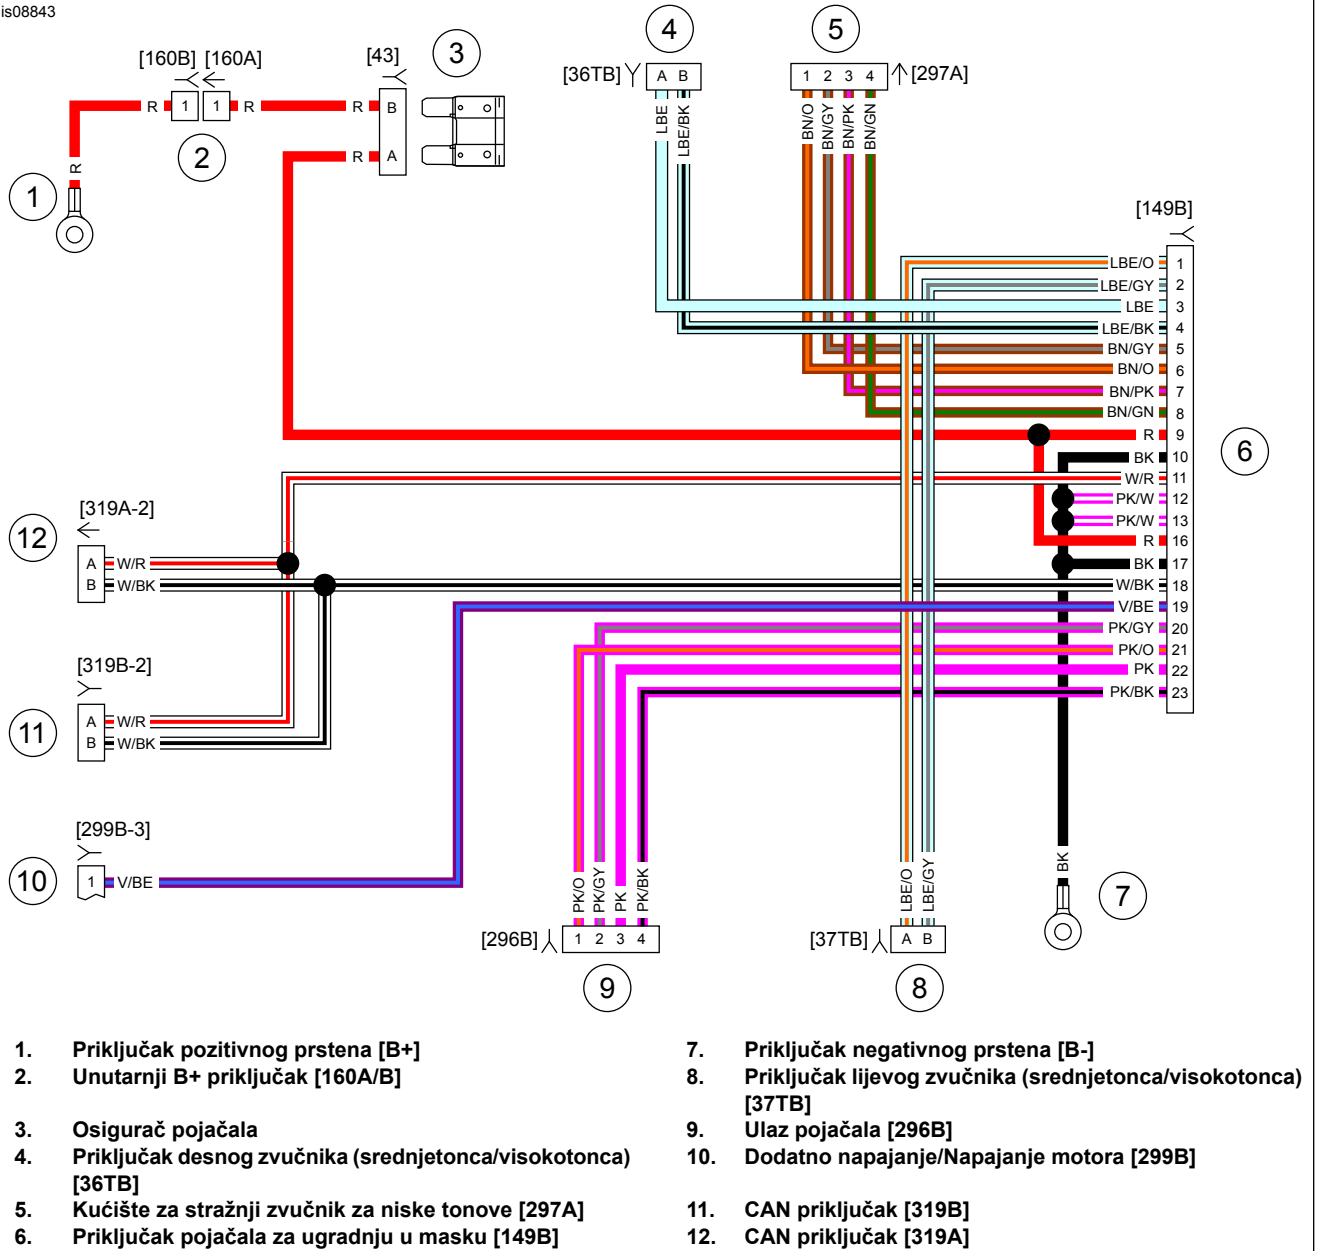 is08843
[160B] [160A]
[43]
3
4
5
[36TB]
A B
1 2 3 4
[297A]
R 1 1 R
R B
R A
2
1
R
LBE
LBE/BK
BN/O
BN/GY
BN/PK
BN/GN
[149B]
LBE/O 1
LBE/GY 2
LBE 3
LBE/BK 4
BN/GY 5
BN/O 6
BN/PK 7
BN/GN 8
R 9
BK 10
W/R 11
PK/W 12
PK/W 13
R 16
BK 17
W/BK 18
V/BE 19
PK/GY 20
PK/O 21
PK 22
PK/BK 23
6
[319A-2]
12
A W/R
B W/BK
[319B-2]
11
A W/R
B W/BK
[299B-3]
10
1 V/BE
PK/O
PK/GY
PK
PK/BK
LBE/O
LBE/GY
BK
7
[296B] 1 2 3 4
[37TB] A B
9
8
1. Priključak pozitivnog prstena [B+]
2. Unutarnji B+ priključak [160A/B]
3. Osigurač pojačala
4. Priključak desnog zvučnika (srednjetonca/visokotonca)
[36TB]
5. Kućište za stražnji zvučnik za niske tonove [297A]
6. Priključak pojačala za ugradnju u masku [149B]
7. Priključak negativnog prstena [B-]
8. Priključak lijevog zvučnika (srednjetonca/visokotonca)
[37TB]
9. Ulaz pojačala [296B]
10. Dodatno napajanje/Napajanje motora [299B]
11. CAN priključak [319B]
12. CAN priključak [319A]